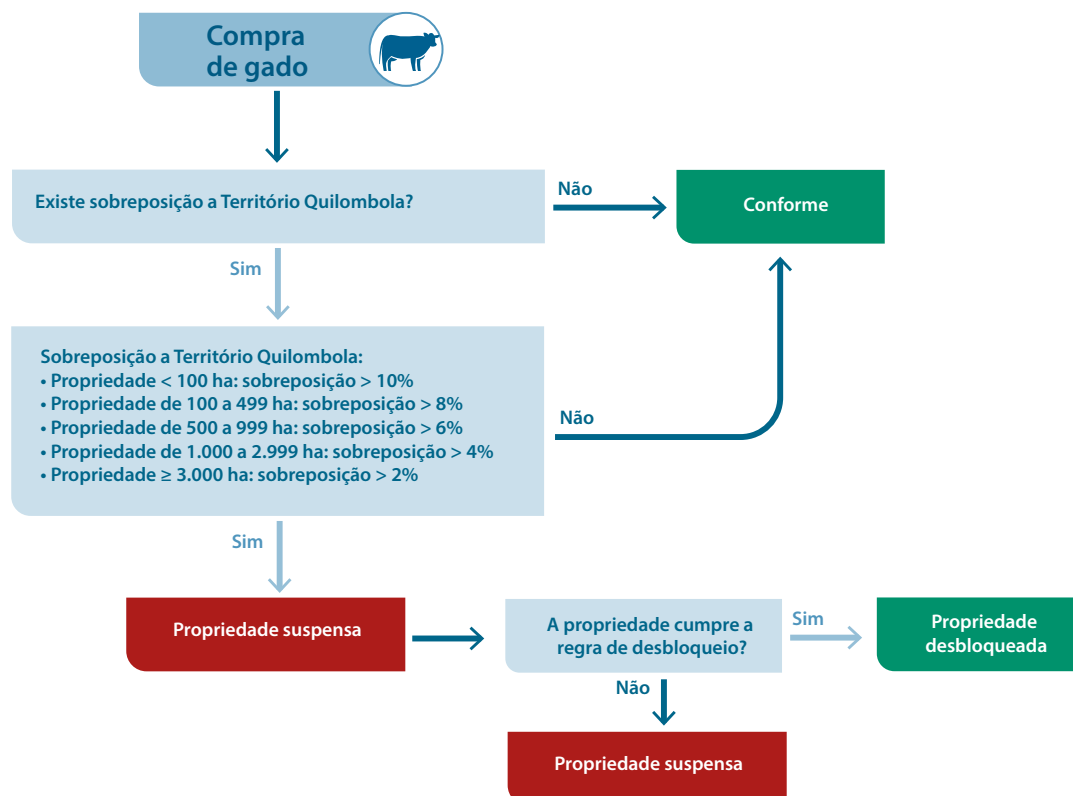 Compra
de gado
Existe sobreposição a Território Quilombola?
Não
Conforme
Sim
Sobreposição a Território Quilombola:
• Propriedade < 100 ha: sobreposição > 10%
• Propriedade de 100 a 499 ha: sobreposição > 8%
• Propriedade de 500 a 999 ha: sobreposição > 6%
• Propriedade de 1.000 a 2.999 ha: sobreposição > 4%
• Propriedade ≥ 3.000 ha: sobreposição > 2%
Não
Sim
Propriedade suspensa
A propriedade cumpre a
regra de desbloqueio?
Sim
Propriedade
desbloqueada
Não
Propriedade suspensa